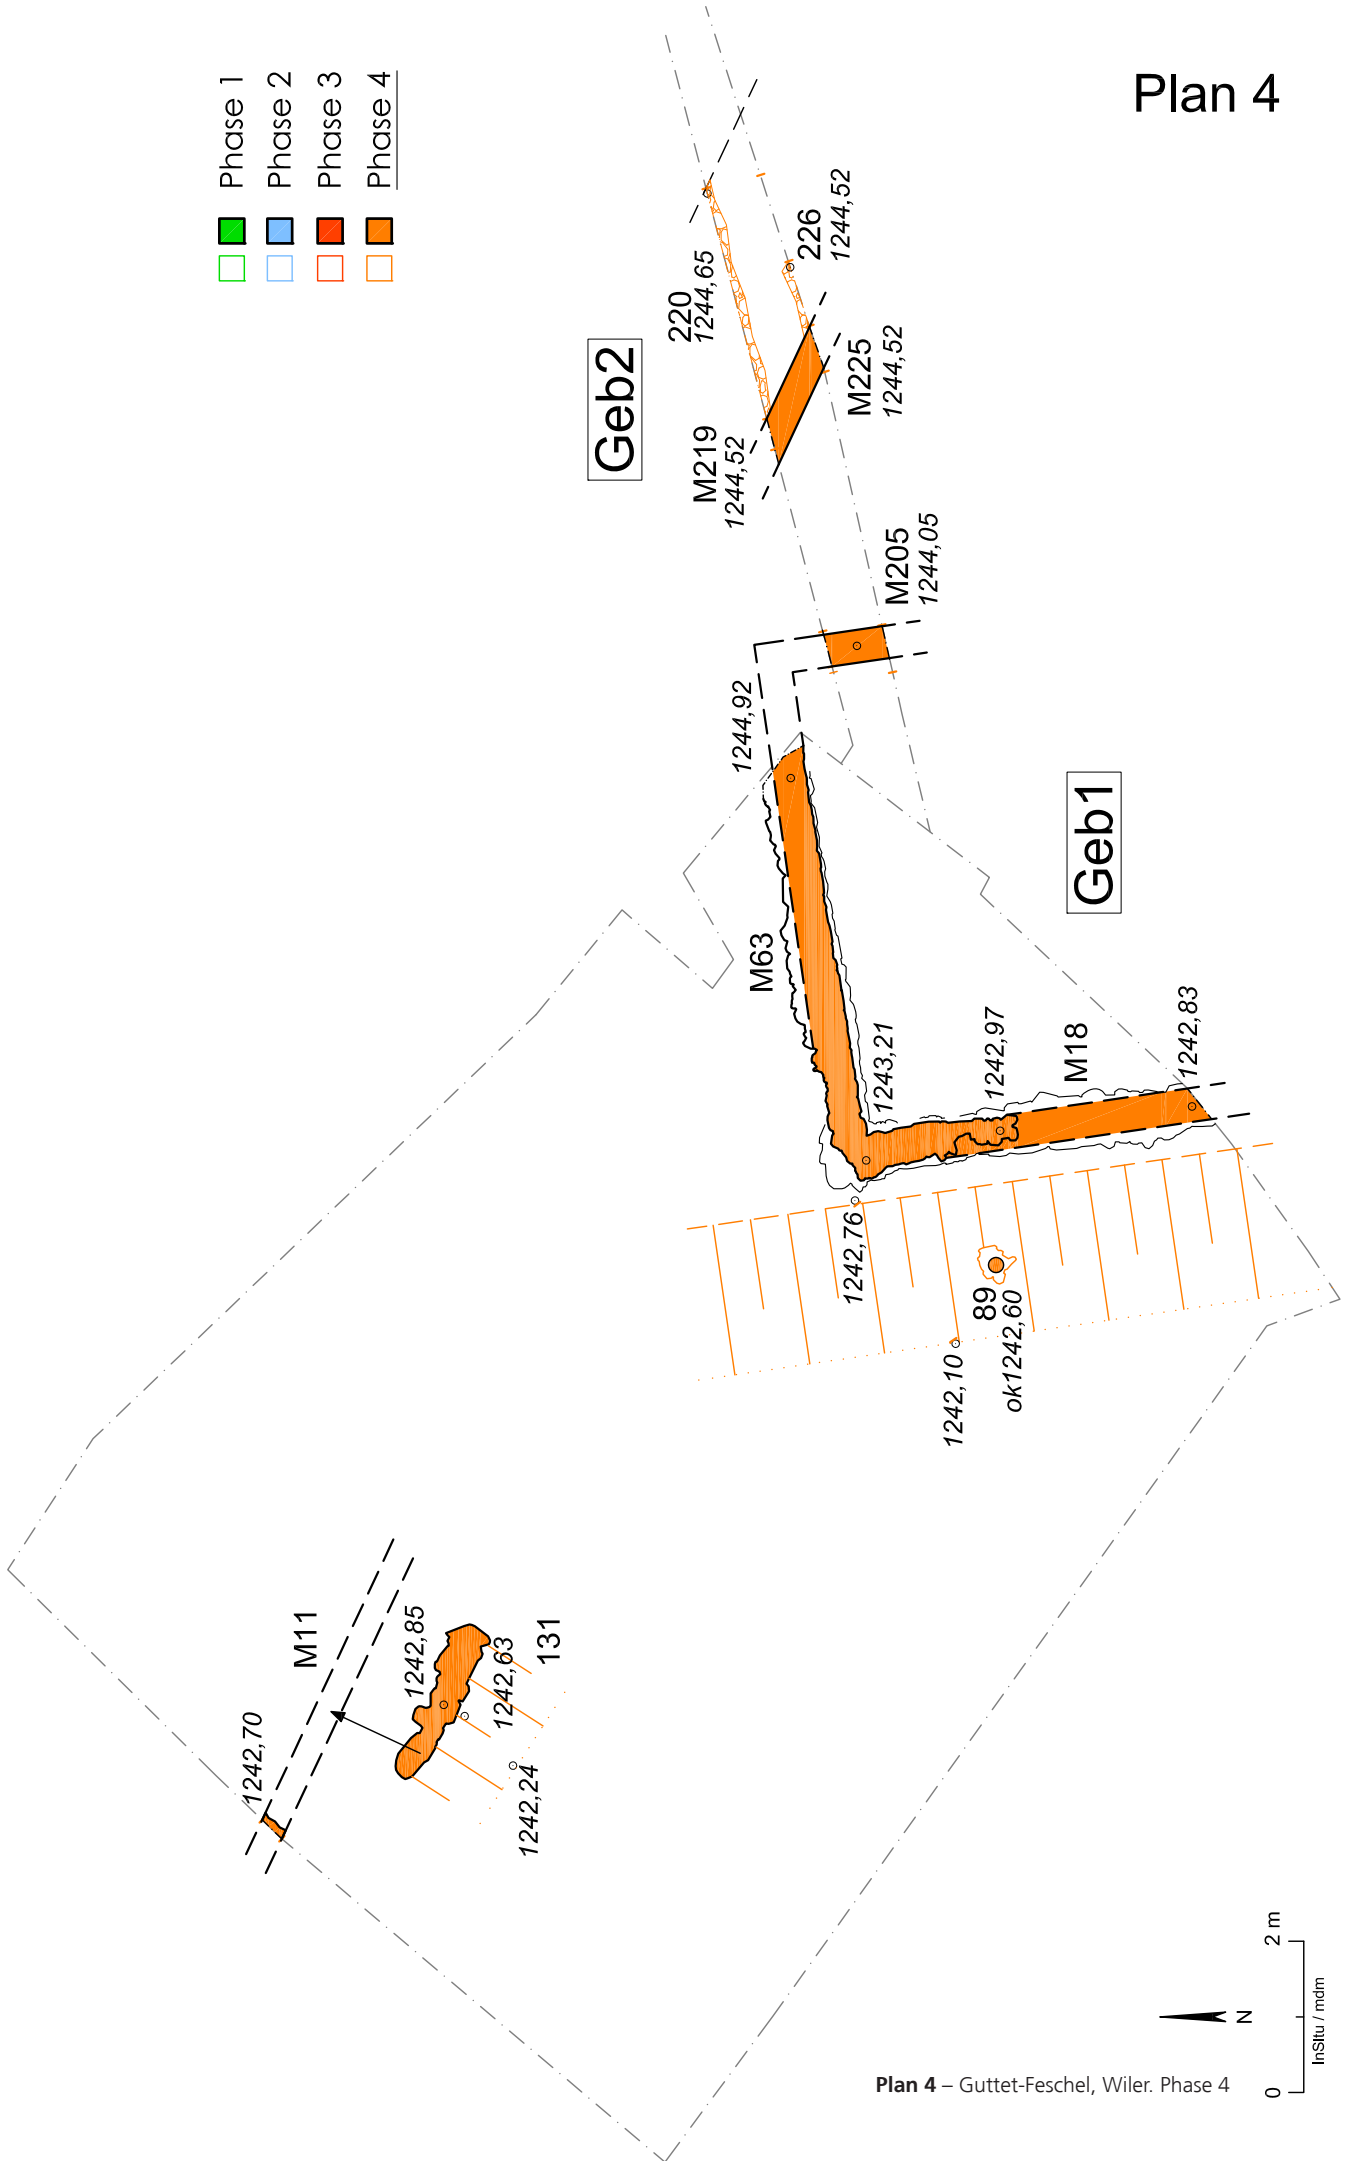 Plan 4
Phase 1
Phase 2
Phase 3
Phase 4
Geb2
220
1244,65
226
1244,52
M219
1244,52
M225
1244,52
M205
1244,05
1244,92
Geb1
M63
1243,21
1242,97
M18
1242,83
1242,76
89
ok1242,60
1242,10
M11
1242,85
1242,63
131
1242,70
1242,24
N
0
2 m
InSItu / mdm
Plan 4 – Guttet-Feschel, Wiler. Phase 4